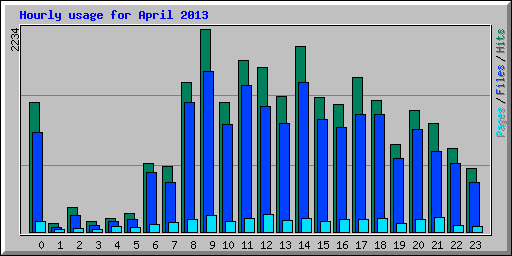 Hourly usage for April 2013
2234
Pages / Files / Hits
0 1 2 3 4 5 6 7 8 9 10 11 12 13 14 15 16 17 18 19 20 21 22 23